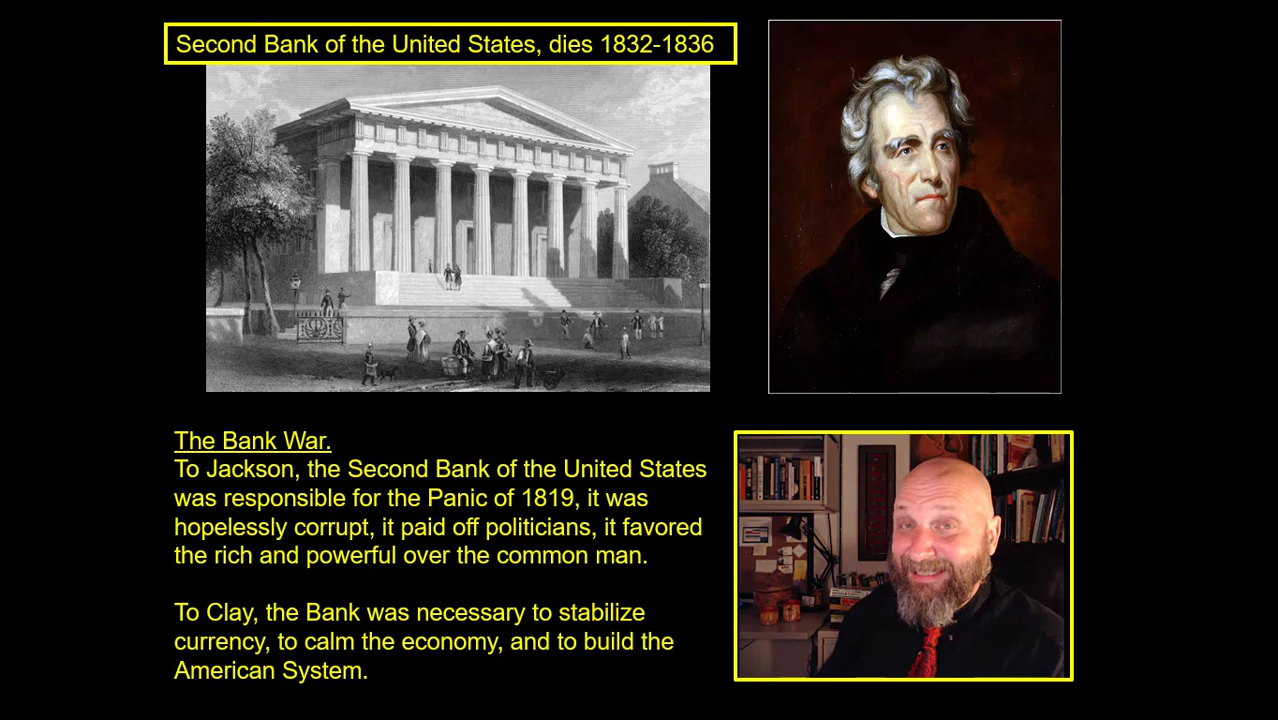 Second Bank of the United States, dies 1832-1836
The Bank War.
To Jackson, the Second Bank of the United States
was responsible for the Panic of 1819, it was
hopelessly corrupt, it paid off politicians, it favored
the rich and powerful over the common man.
To Clay, the Bank was necessary to stabilize
currency, to calm the economy, and to build the
American System.